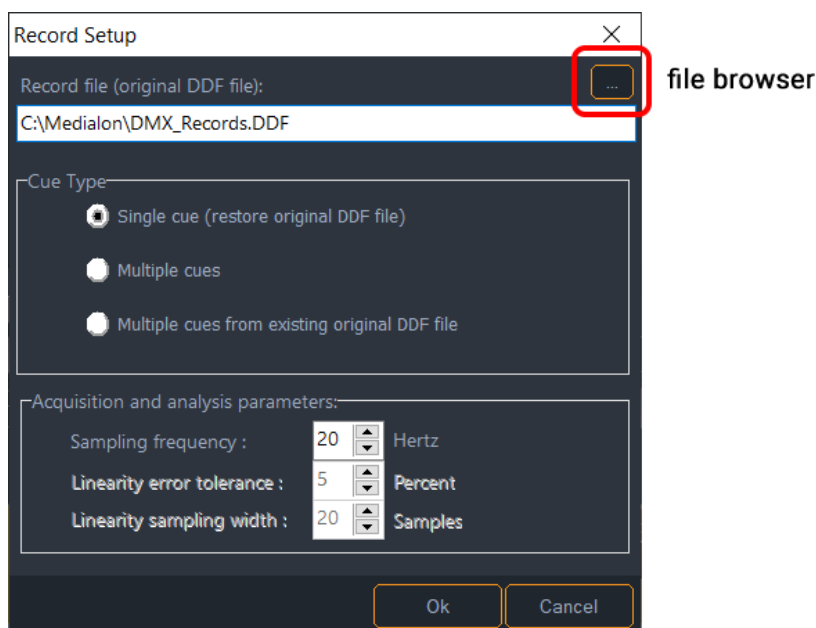 Record Setup
Record file (original DDF file):
...
file browser
C:\Medialon\DMX_Records.DDF
Cue Type
Single cue (restore original DDF file)
Multiple cues
Multiple cues from existing original DDF file
Acquisition and analysis parameters:
Sampling frequency : 20 Hertz
Linearity error tolerance : 5 Percent
Linearity sampling width : 20 Samples
Ok Cancel